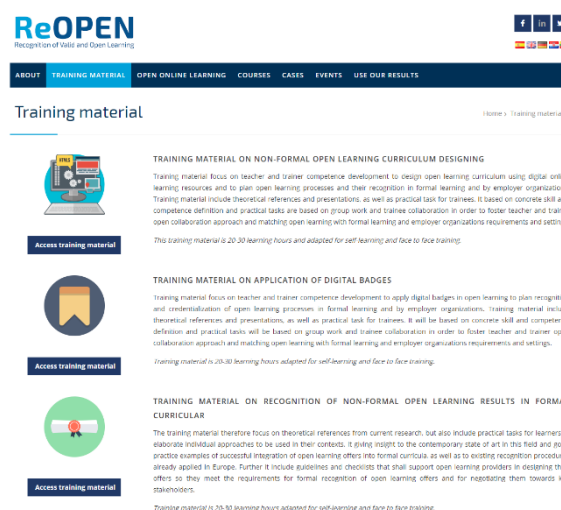 ReOPEN
Recognition of Valid and Open Learning
ABOUT TRAINING MATERIAL OPEN ONLINE LEARNING COURSES CASES EVENTS USE OUR RESULTS
Training material
Home > Training material
TRAINING MATERIAL ON NON-FORMAL OPEN LEARNING CURRICULUM DESIGNING
Training material focus on teacher and trainer competence development to design open learning curriculum using digital
learning resources and to plan open learning processes and their recognition in formal learning and by employer
Training material include theoretical references and presentations, as well as practical task for trainees. It based on concrete skill
competence definition and practical tasks are based on group work and trainee collaboration in order to foster teacher and
open collaboration approach and matching open learning with formal learning and employer organizations requirements and
This training material is 20-30 learning hours and adapted for self-learning and face to face training.
Access training material
TRAINING MATERIAL ON APPLICATION OF DIGITAL BADGES
Training material focus on teacher and trainer competence development to apply digital badges in open learning to plan
and credentialization of open learning processes in formal learning and by employer organizations. Training material
theoretical references and presentations, as well as practical task for trainees. It will be based on concrete skill and
definition and practical tasks will be based on group work and trainee collaboration in order to foster teacher and trainer
collaboration approach and matching open learning with formal learning and employer organizations requirements and settings.
Training material is 20-30 learning hours adapted for self-learning and face to face training.
Access training material
TRAINING MATERIAL ON RECOGNITION OF NON-FORMAL OPEN LEARNING RESULTS IN
CURRICULAR
The training material therefore focus on theoretical references from current research, but also include practical tasks for learners
elaborate individual approaches to be used in their contexts. It giving insight to the contemporary state of art in this field and
practice examples of successful integration of open learning offers into formal curricula, as well as to existing recognition
already applied in Europe. Further it include guidelines and checklists that shall support open learning providers in designing
offers so they meet the requirements for formal recognition of open learning offers and for negotiating them towards
stakeholders.
Training material is 20-30 learning hours adapted for self-learning and face to face training.
Access training material